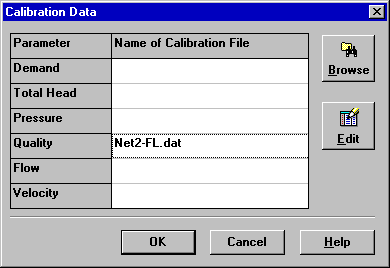 Calibration Data
Parameter Name of Calibration File
Demand
Total Head
Pressure
Quality Net2-FL.dat
Flow
Velocity
Browse
Edit
OK Cancel Help